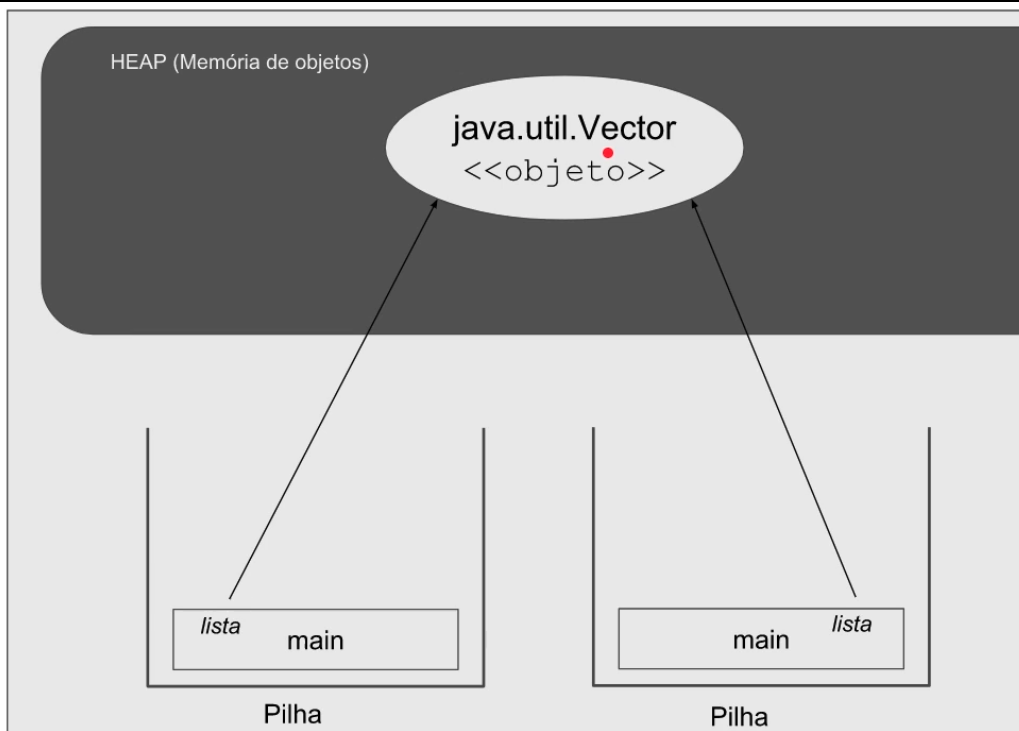 HEAP (Memória de objetos)
java.util.Vector
<<objeto>>
lista
main
main
lista
Pilha
Pilha